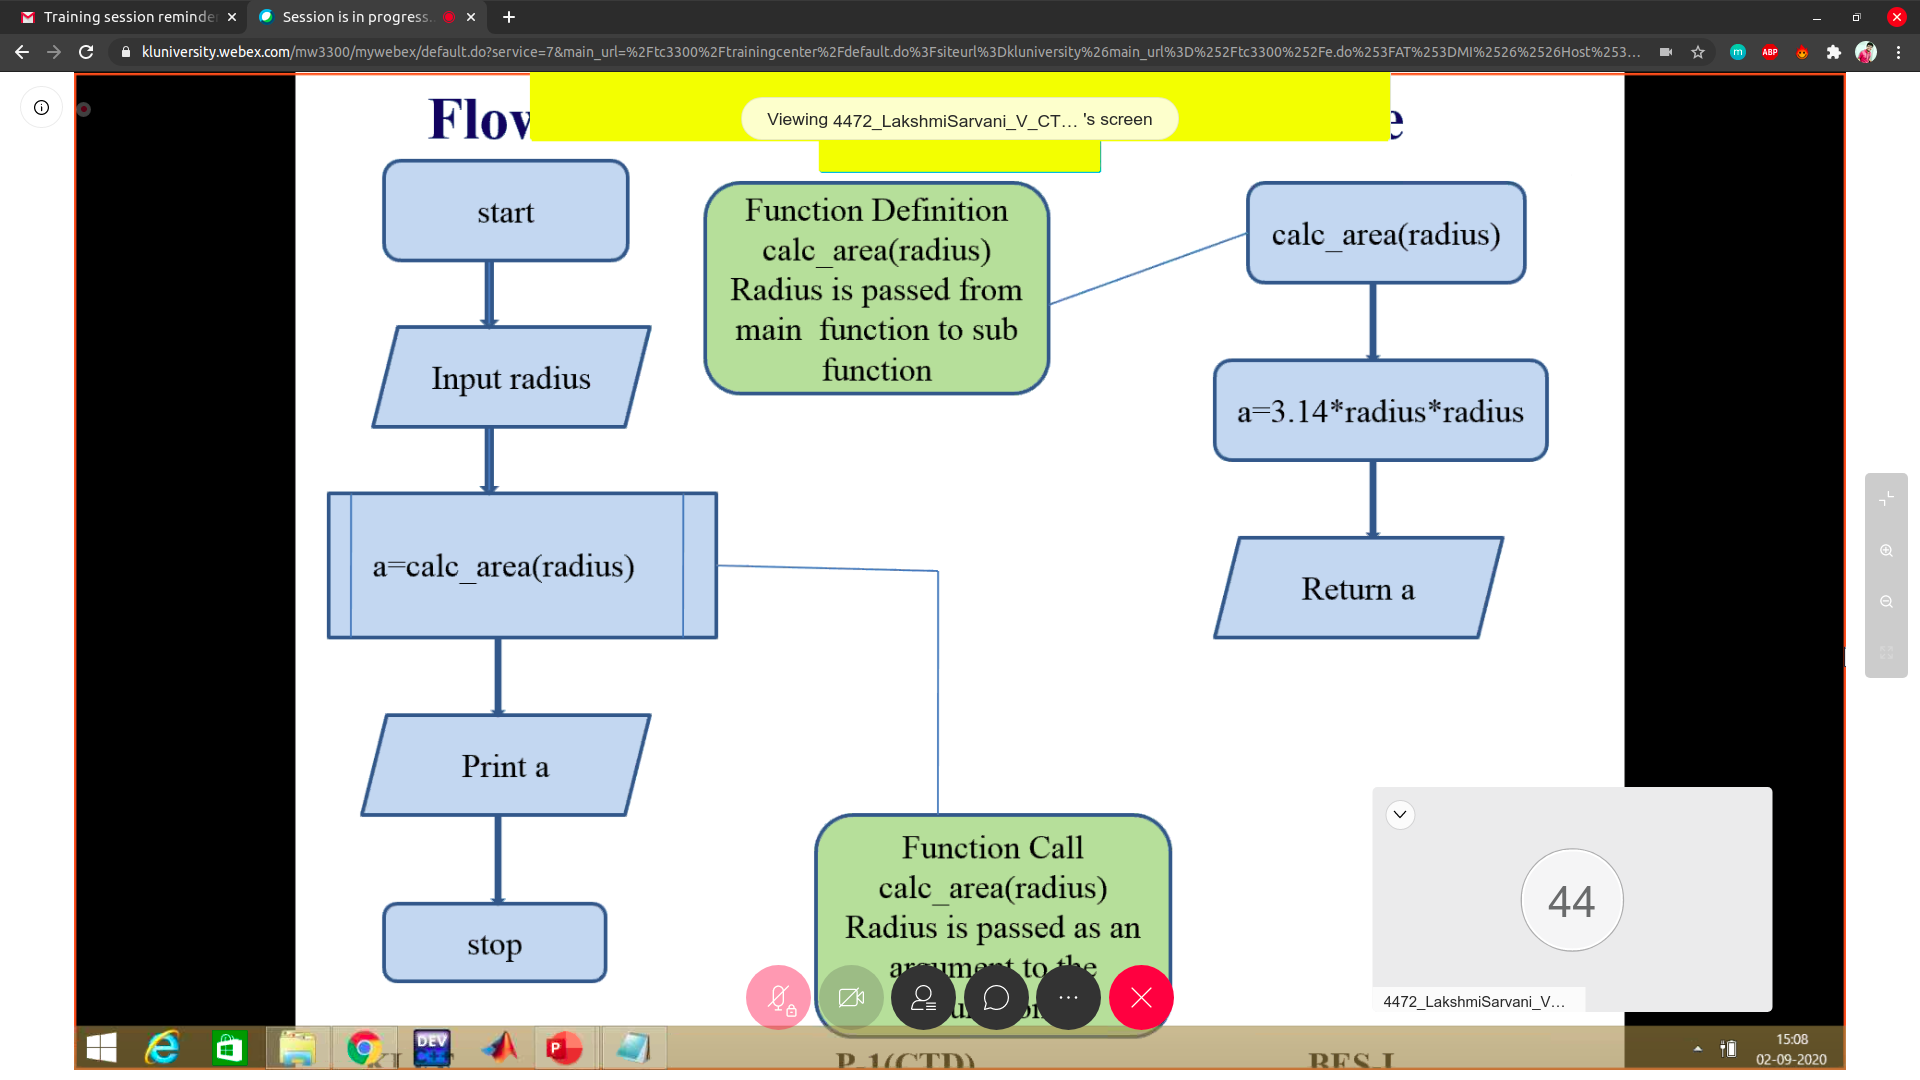 Training session reminder
Session is in progress...
kluniversity.webex.com/mw3300/mywebex/default.do?service=7&main_url=%2Ftc3300%2Ftrainingcenter%2Fdefault.do%3Fsiteurl%3Dkluniversity%26main_url%3D%252Ftc3300%252Fe.do%253FAT%253DMI%2526%2526Host%253...
ABP
Viewing 4472_LakshmiSarvani_V_CT... 's screen
start
Input radius
a=calc_area(radius)
Print a
stop
Function Definition
calc_area(radius)
Radius is passed from
main function to sub
function
calc_area(radius)
a=3.14*radius*radius
Return a
Function Call
calc_area(radius)
Radius is passed as an
argument to the
44
4472_LakshmiSarvani_V...
DEV
C++
P-1(CTD)
BES-I
15:08
02-09-2020